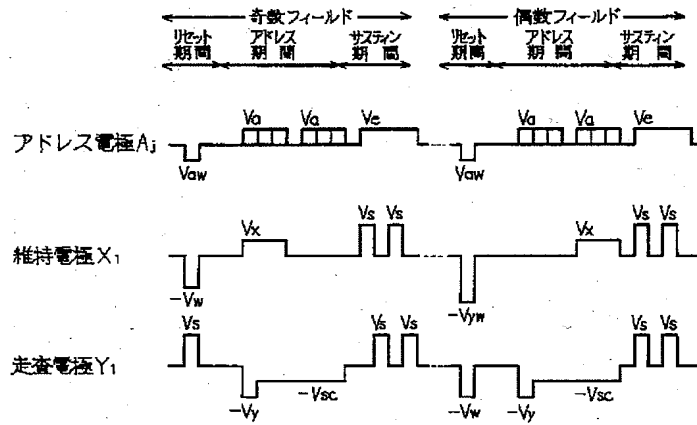 奇数フィールド 偶数フィールド
リセット期間 アドレス期間 サスティン期間 リセット期間 アドレス期間 サスティン期間
アドレス電極Aj Vaw Va Va Ve Vaw Va Va Ve
維持電極X1 -Vw Vx Vs Vs -Vyw Vx Vs Vs
走査電極Y1 Vs -Vy -Vsc Vs Vs -Vw -Vy -Vsc Vs Vs